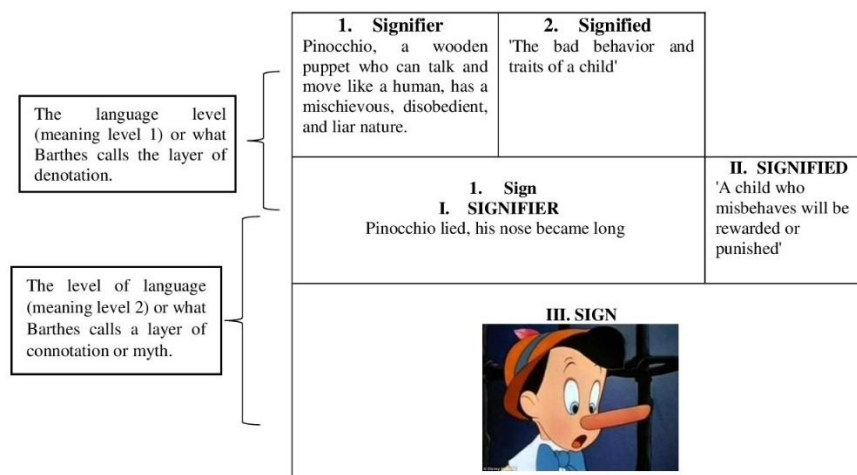 1. Signifier
Pinocchio, a wooden
puppet who can talk and
move like a human, has a
mischievous, disobedient,
and liar nature.
2. Signified
'The bad behavior and
traits of a child'
The language level
(meaning level 1) or what
Barthes calls the layer of
denotation.
1. Sign
I. SIGNIFIER
Pinocchio lied, his nose became long
II. SIGNIFIED
'A child who
misbehaves will be
rewarded or
punished'
The level of language
(meaning level 2) or what
Barthes calls a layer of
connotation or myth.
III. SIGN